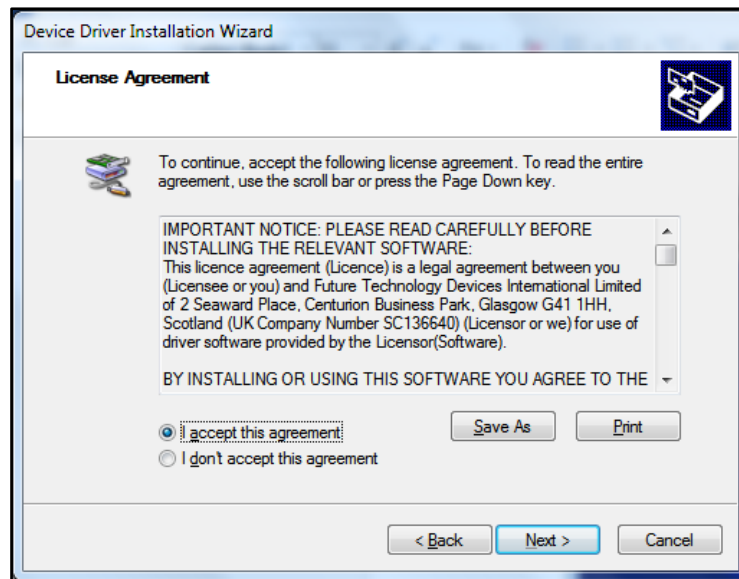 Device Driver Installation Wizard
License Agreement
To continue, accept the following license agreement. To read the entire
agreement, use the scroll bar or press the Page Down key.
IMPORTANT NOTICE: PLEASE READ CAREFULLY BEFORE
INSTALLING THE RELEVANT SOFTWARE:
This licence agreement (Licence) is a legal agreement between you
(Licensee or you) and Future Technology Devices International Limited
of 2 Seaward Place, Centurion Business Park, Glasgow G41 1HH,
Scotland (UK Company Number SC136640) (Licensor or we) for use of
driver software provided by the Licensor(Software).
BY INSTALLING OR USING THIS SOFTWARE YOU AGREE TO THE
I accept this agreement
Save As
Print
I don't accept this agreement
< Back
Next >
Cancel